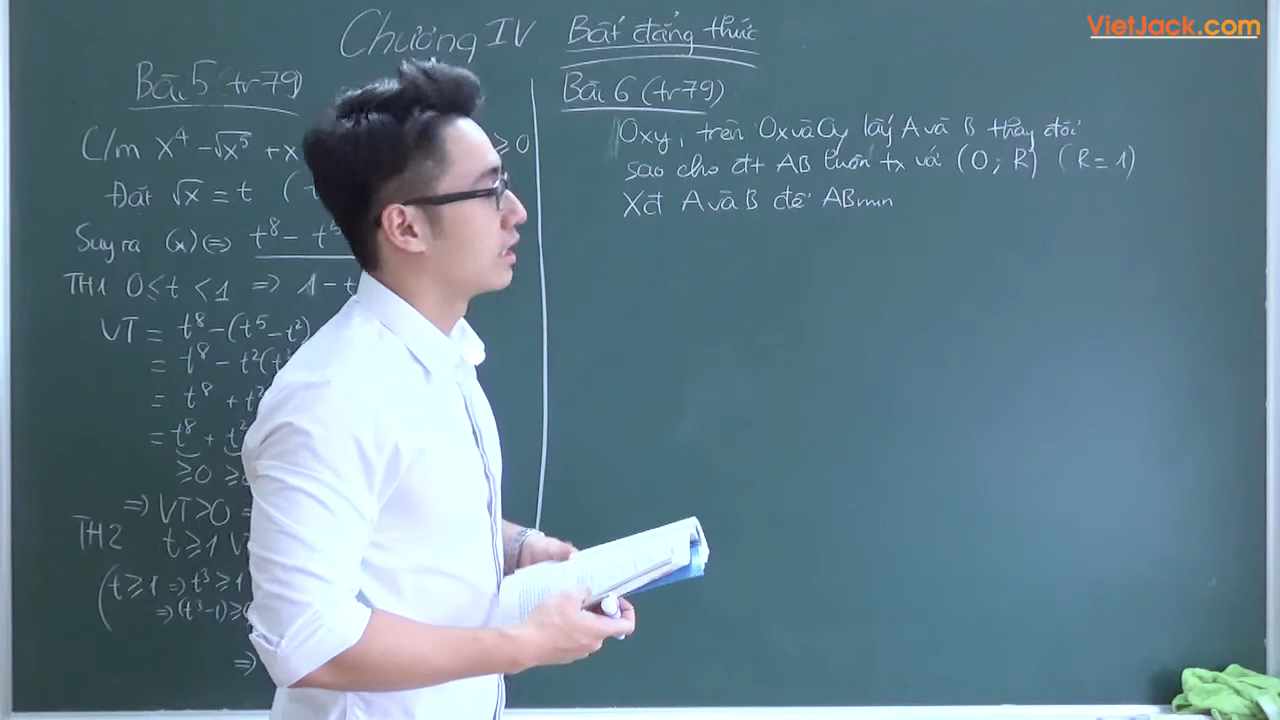 VietJack.com
Chương IV Bất đẳng thức
Bài 5 tr 79
C/m x⁴ - √x⁵ + x ≥ 0
Đặt √x = t (
Suy ra (*) ⇔ t⁸ - t⁵
TH1 0 ≤ t < 1 ⇒ 1 - t
VT = t⁸ - (t⁵ - t²)
= t⁸ - t²(t³
= t⁸ + t²
= t⁸ + t²
≥0 ≥
⇒ VT > 0
TH2 t ≥ 1 V
(t ≥ 1 ⇒ t³ ≥ 1
⇒ (t³-1) ≥
⇒
Bài 6 (tr 79)
Oxy, trên Ox và Oy lấy A và B thay đổi
sao cho đt AB luôn tx với (O; R) (R = 1)
Xđ A và B để ABmin